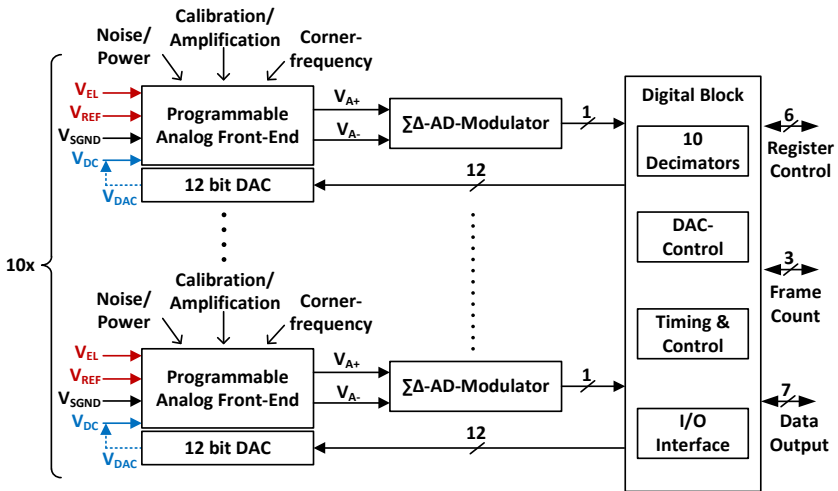 Noise/
Power
Calibration/
Amplification
Corner-
frequency
V_EL
V_REF
V_SGND
V_DC
V_DAC
Programmable
Analog Front-End
12 bit DAC
V_A+
V_A-
∑Δ-AD-Modulator
1
12
10x
Noise/
Power
Calibration/
Amplification
Corner-
frequency
V_EL
V_REF
V_SGND
V_DC
V_DAC
Programmable
Analog Front-End
12 bit DAC
V_A+
V_A-
∑Δ-AD-Modulator
1
12
Digital Block
10
Decimators
DAC-
Control
Timing &
Control
I/O
Interface
6
Register
Control
3
Frame
Count
7
Data
Output